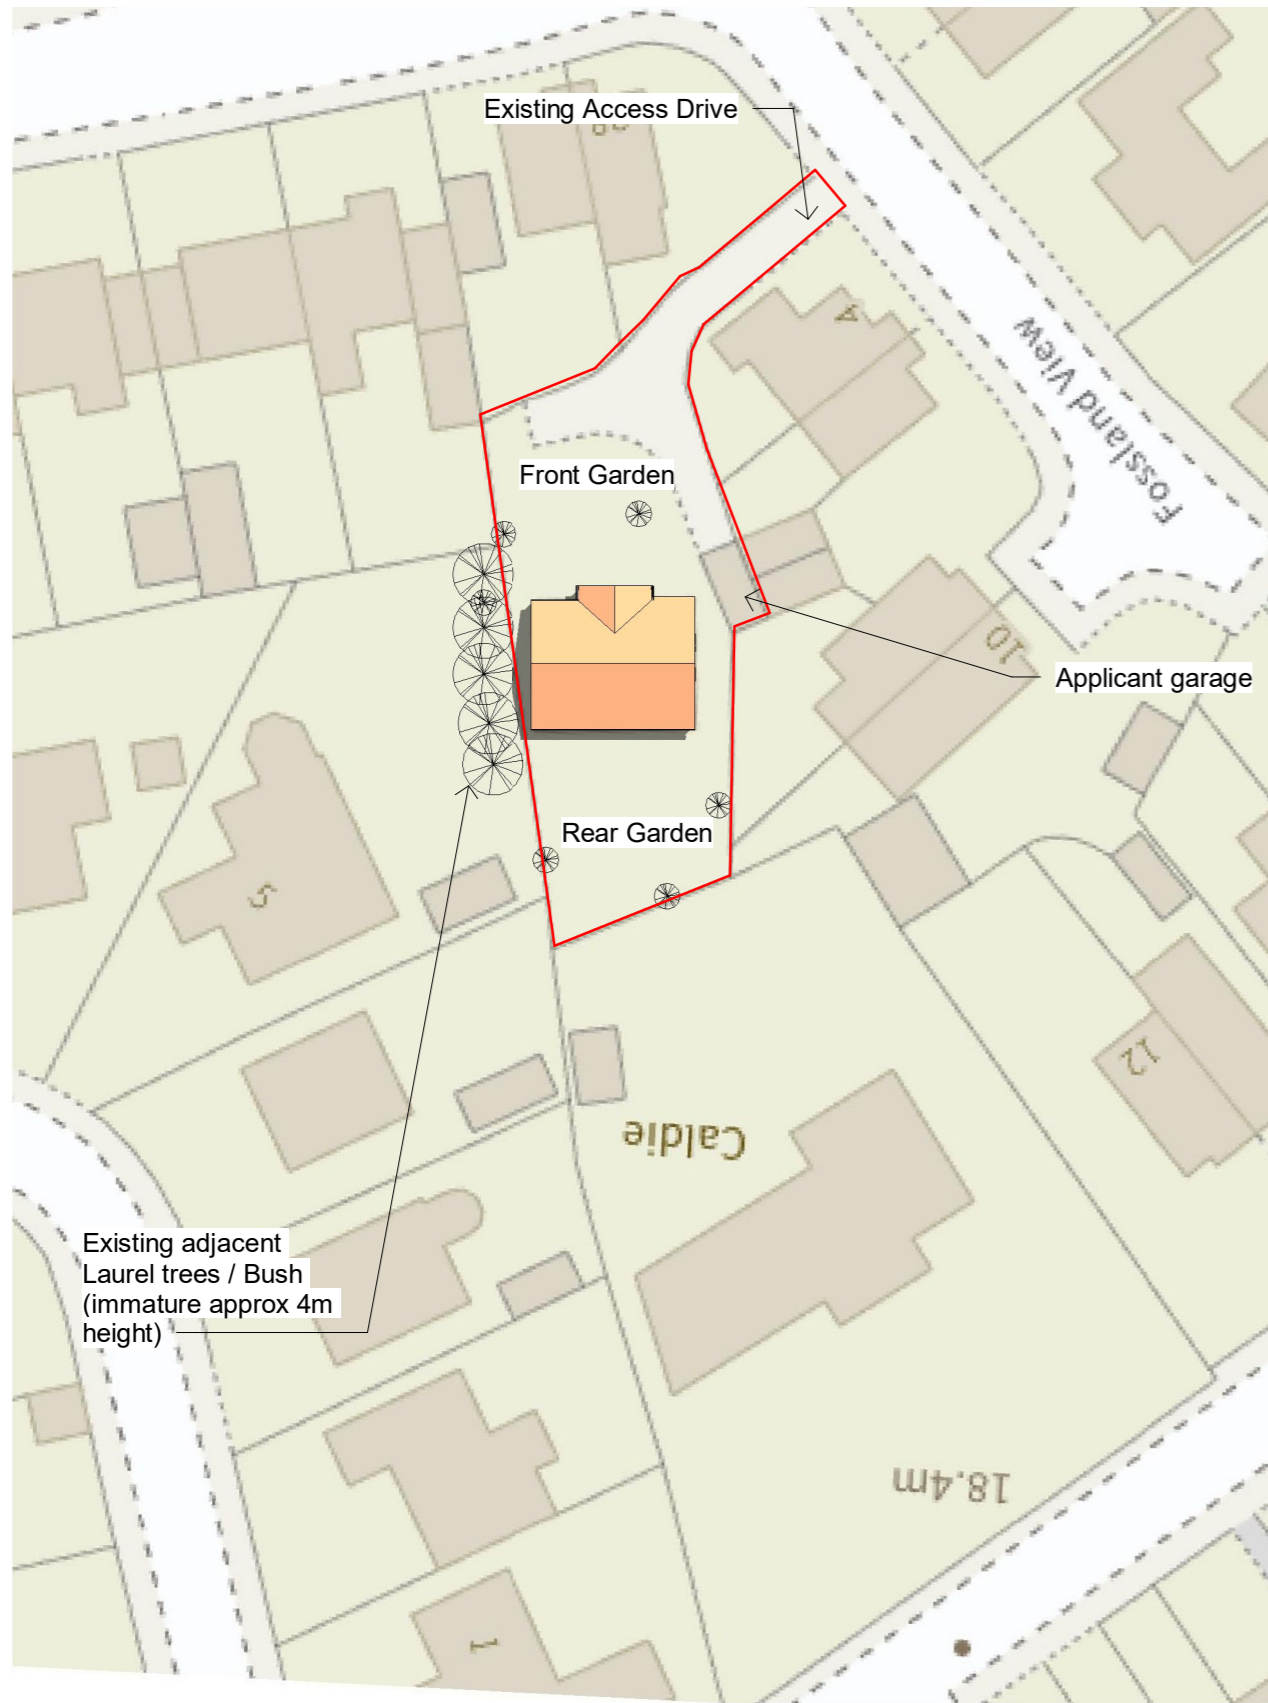 Existing Access Drive
38
4
Fossland View
Front Garden
10
Applicant garage
Rear Garden
5
12
Caldie
Existing adjacent
Laurel trees / Bush
(immature approx 4m
height)
18.4m
1